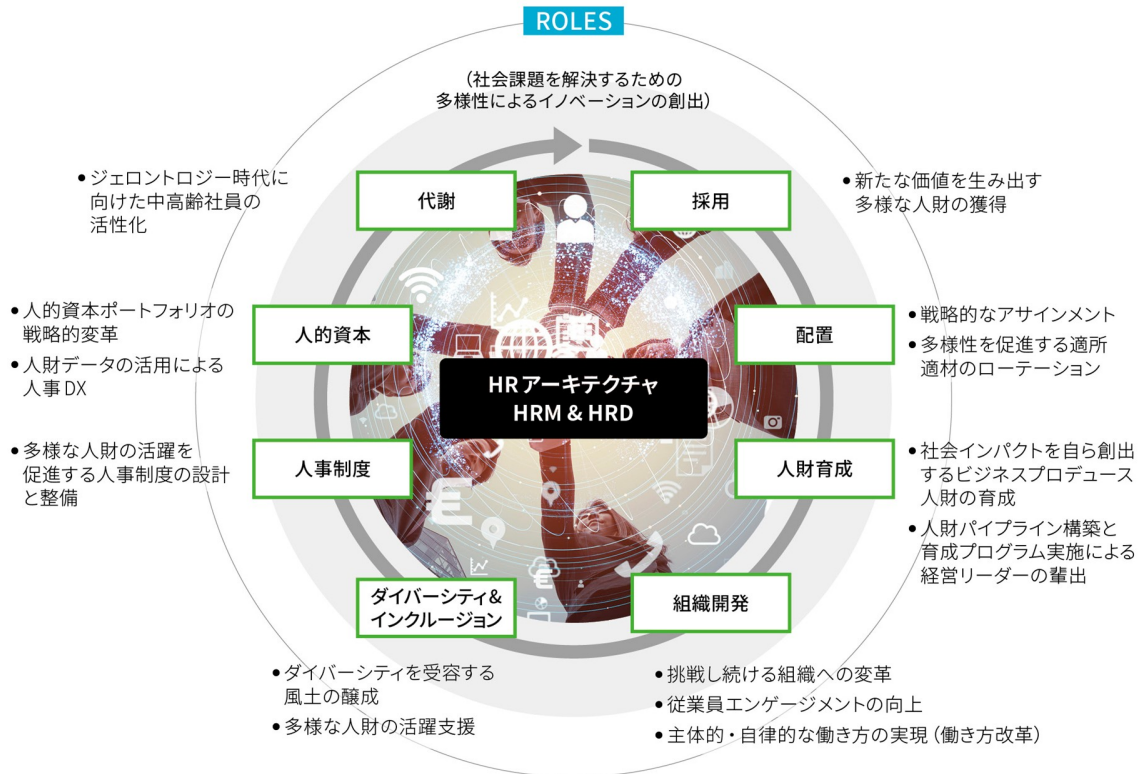 ROLES
(社会課題を解決するための
多様性によるイノベーションの創出)
代謝
採用
•ジェロントロジー時代に
向けた中高齢社員の
活性化
•新たな価値を生み出す
多様な人財の獲得
•人的資本ポートフォリオの
戦略的変革
•人財データの活用による
人事DX
人的資本
配置
•戦略的なアサインメント
•多様性を促進する適所
適材のローテーション
HRアーキテクチャ
HRM & HRD
•多様な人財の活躍を
促進する人事制度の設計
と整備
人事制度
人財育成
•社会インパクトを自ら創出
するビジネスプロデュース
人財の育成
•人財パイプライン構築と
育成プログラム実施による
経営リーダーの輩出
ダイバーシティ&
インクルージョン
組織開発
•ダイバーシティを受容する
風土の醸成
•多様な人財の活躍支援
•挑戦し続ける組織への変革
•従業員エンゲージメントの向上
•主体的・自律的な働き方の実現(働き方改革)